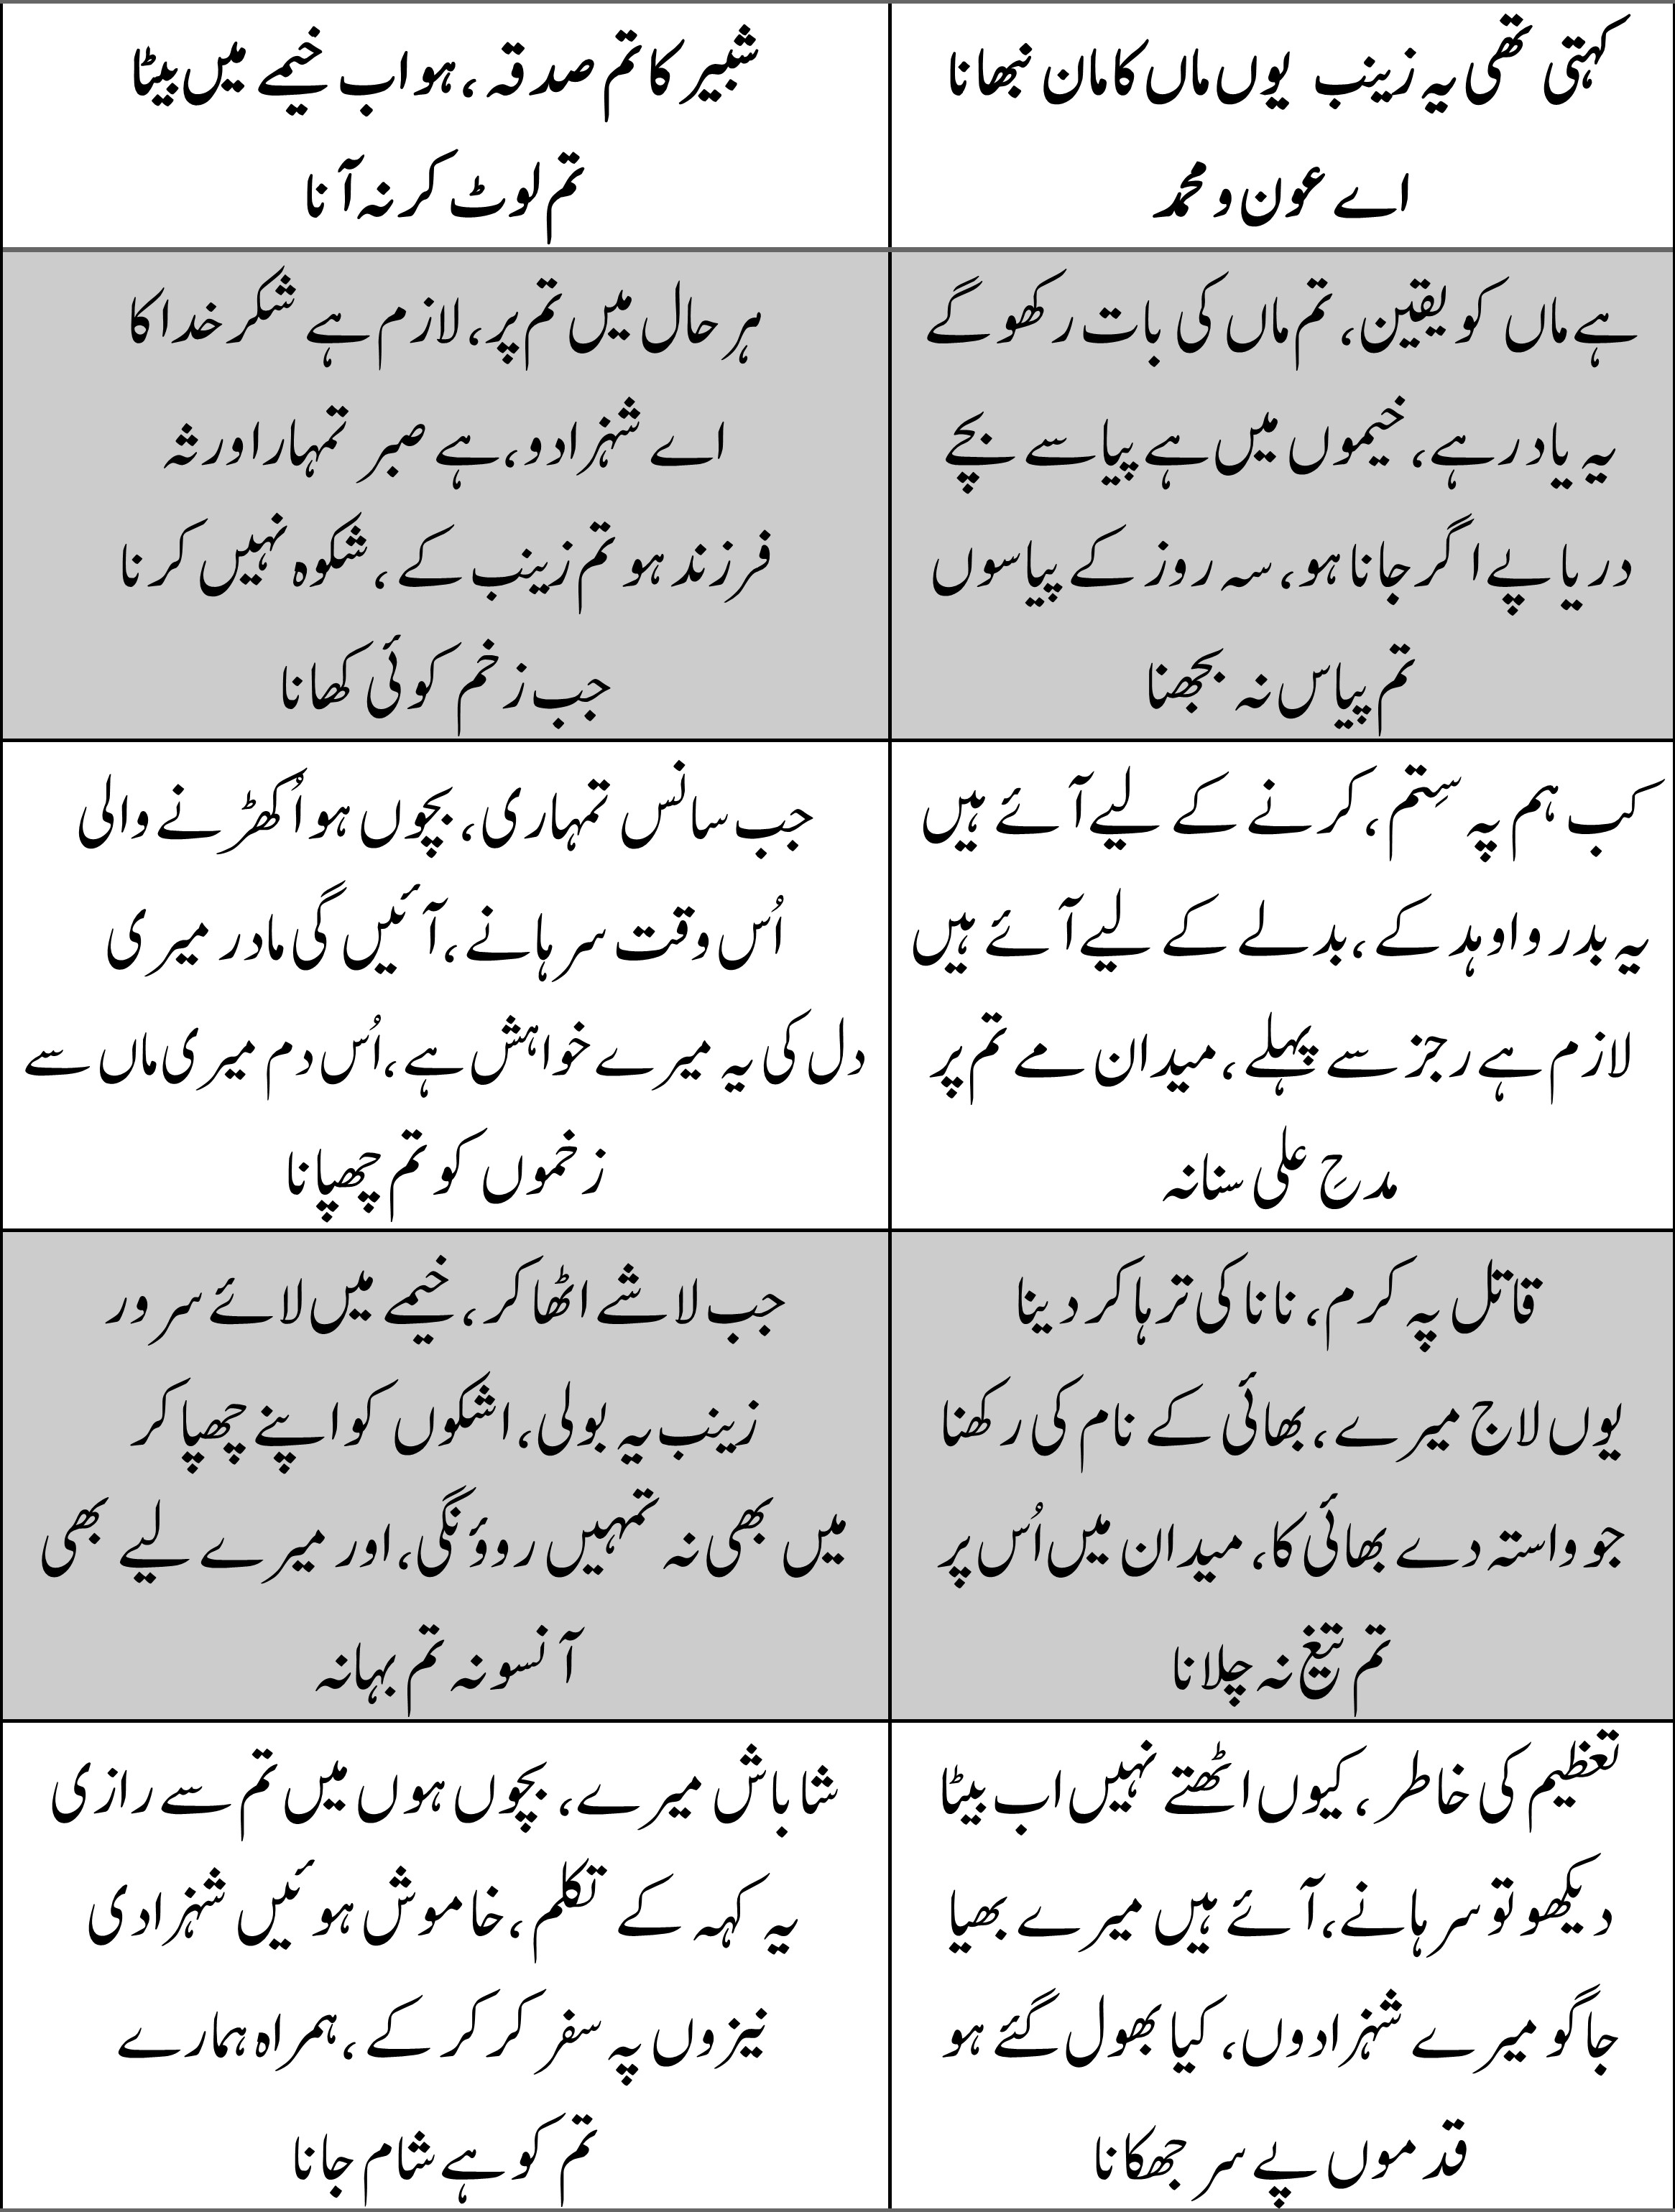 کہتی تھی یہ زینب یوں ماں کا مان نبھانا
اے عون و محمدؐ
شبیر کا تم صدقہ، ہو اب خیمے میں بیٹا
تم لوٹ کر نہ آنا
ہے ماں کو یقین، تم ماں کی بات رکھو گے
یہ یاد رہے، خیموں میں ہے پیاسے بچے
دریا پے اگر جانا ہو، سہ روز کے پیاسوں
تم پیاس نہ بجھنا
ہر حال میں تم پر، لازم ہے شکر خدا کا
اے شہزادو، ہے صبر تمہارا ورثہ
فرزند ہو تم زینب کے، شکوہ نہیں کرنا
جب زخم کوئی کھانا
کب ہم پہ سِتم، کرنے کے لیے آئے ہیں
یہ بدر و اوہد کے، بدلے کے لیے آئے ہیں
لازم ہے رجز سے پہلے، میدان مے تم پر
مدحِ علی سنانہ
جب سانس تمہاری، بچوں ہو اُکھڑنے والی
اُس وقت سرہانے، آئیں گی مادر میری
دل کی یہ میرے خواہش ہے، اُس دم میری ماں سے
زخموں کو تم چھپانا
قاتل پہ کرم، نانا کی ترہا کر دینا
یوں لاج میرے، بھائی کے نام کی رکھنا
جو واستہ دے بھائی کا، میدان میں اُس پر
تم تیغ نہ چلانا
جب لاشے اٹھا کر، خیمے میں لائے سرور
زینب یہ بولی، اشکوں کو اپنے چھپا کر
میں بھی نہ تمہیں رووٗنگی، اور میرے لیے بھی
آنسو نہ تم بہانہ
تعظیم کی خاطر، کیوں اٹھتے نہیں اب بیٹا
دیکھو تو سرہانے، آئے ہیں میرے بھیا
جاگو میرے شہزادوں، کیا بھول گئے ہو
قدموں پے سر جھکانا
شاباش میرے، بچوں ہوں میں تم سے رازی
یہ کہہ کے تکلم، خاموش ہوئیں شہزادی
نیزوں پہ سفر کر کر کے، ہمراہ ہمارے
تم کو ہے شام جانا